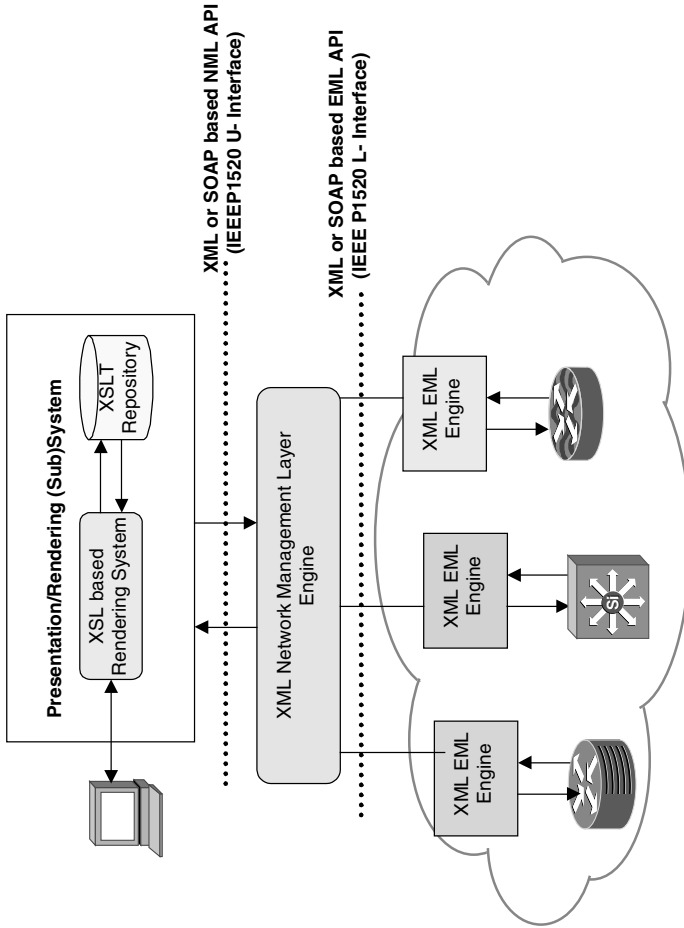 Presentation/Rendering (Sub)System
XSL based
Rendering System
XSLT
Repository
XML or SOAP based NML API
(IEEEP1520 U- Interface)
XML Network Management Layer
Engine
XML or SOAP based EML API
(IEEE P1520 L- Interface)
XML EML
Engine
XML EML
Engine
XML EML
Engine
Si